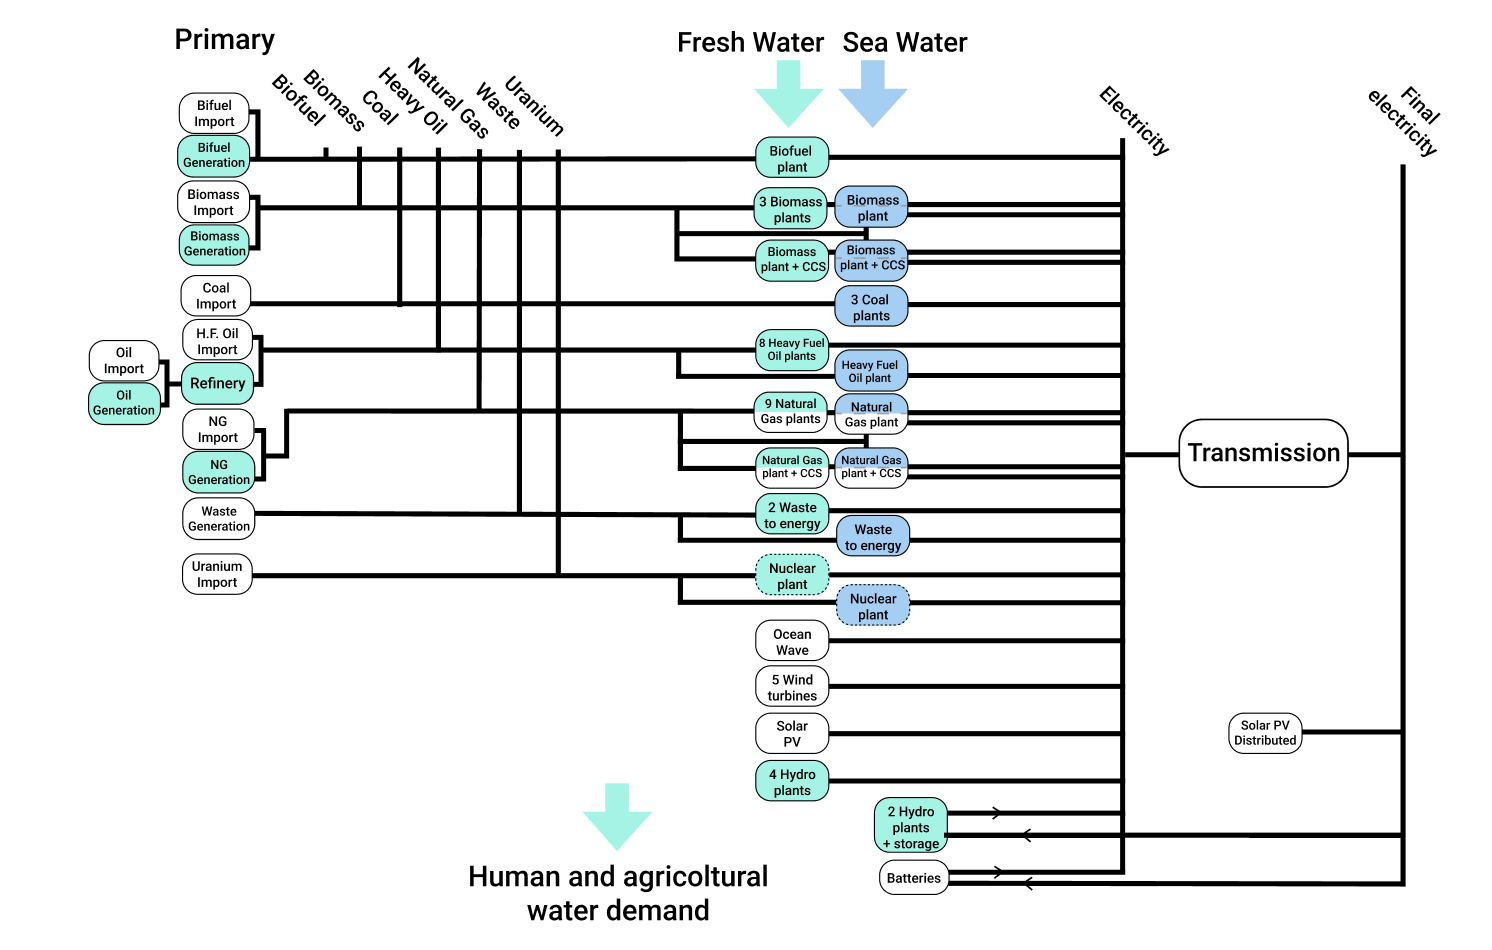 Primary
Fresh Water
Sea Water
Biofuel
Biomass
Coal
Heavy Oil
Natural Gas
Waste
Uranium
Electricity
Final
electricity
Bifuel
Import
Bifuel
Generation
Biomass
Import
Biomass
Generation
Coal
Import
H.F. Oil
Import
Oil
Import
Refinery
Oil
Generation
NG
Import
NG
Generation
Waste
Generation
Uranium
Import
Biofuel
plant
3 Biomass
plants
Biomass
plant
Biomass
plant + CCS
Biomass
plant + CCS
3 Coal
plants
8 Heavy Fuel
Oil plants
Heavy Fuel
Oil plant
9 Natural
Gas plants
Natural
Gas plant
Natural Gas
plant + CCS
Natural Gas
plant + CCS
2 Waste
to energy
Waste
to energy
Nuclear
plant
Nuclear
plant
Ocean
Wave
5 Wind
turbines
Solar
PV
4 Hydro
plants
2 Hydro
plants
+ storage
Batteries
Transmission
Solar PV
Distributed
Human and agricoltural
water demand